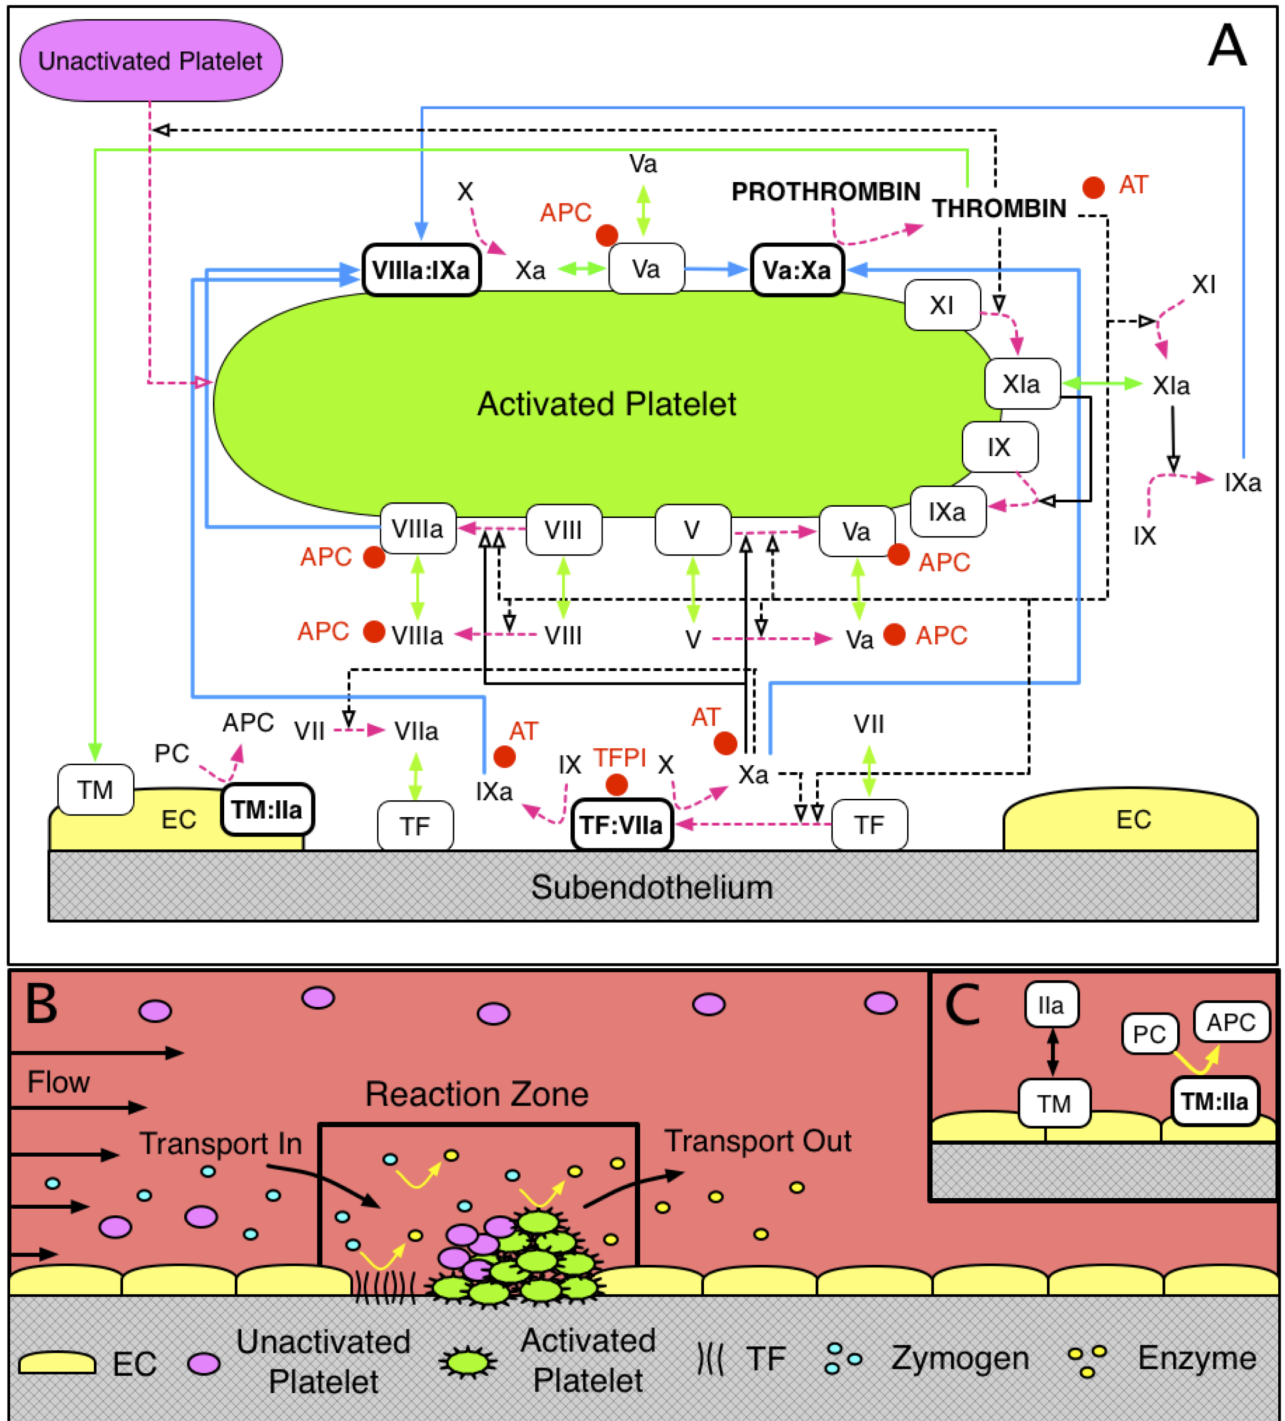 A
Unactivated Platelet
Va
X
APC
PROTHROMBIN
THROMBIN
AT
VIIIa:IXa
Xa
Va
Va:Xa
XI
XI
XIa
XIa
Activated Platelet
IX
IXa
IXa
IX
VIIIa
VIII
V
Va
APC
APC
APC
VIIIa
VIII
V
Va
APC
APC
VII
VIIa
AT
IX
TFPI
X
AT
Xa
VII
PC
TM
EC
TM:IIa
TF
IXa
TF:VIIa
TF
EC
Subendothelium
B
Flow
Reaction Zone
Transport In
Transport Out
C
IIa
PC
APC
TM
TM:IIa
EC
Unactivated
Platelet
Activated
Platelet
TF
Zymogen
Enzyme